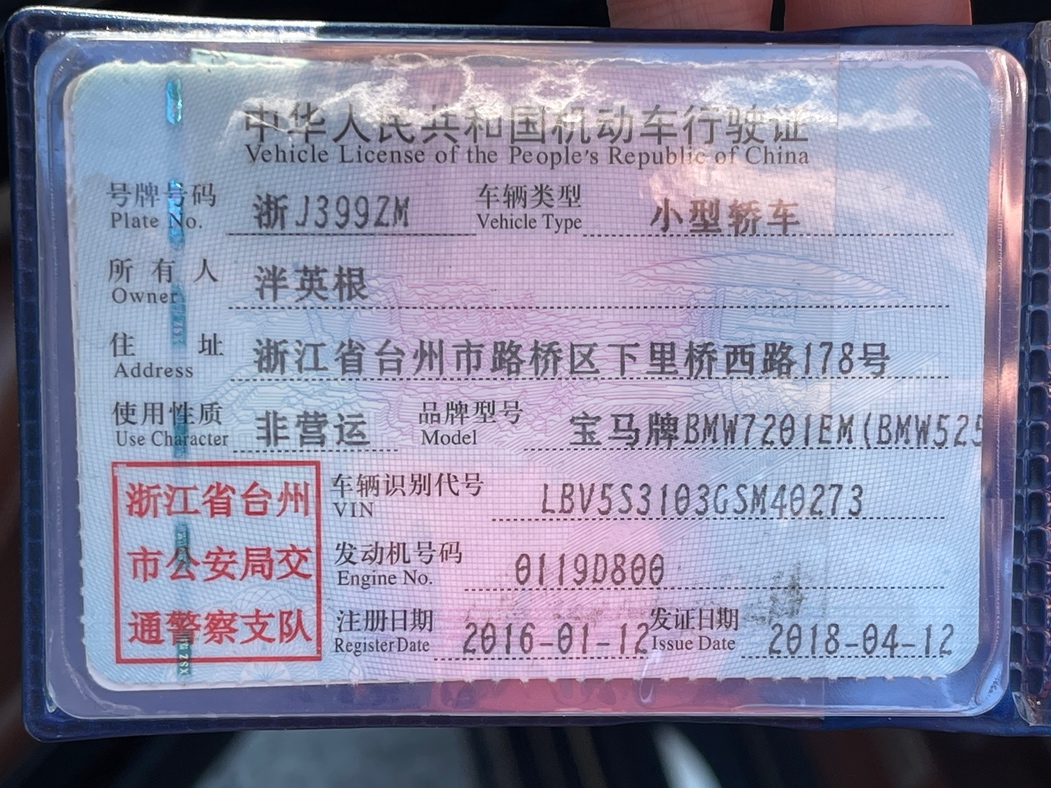 中华人民共和国机动车行驶证
Vehicle License of the People's Republic of China
号牌号码 浙J399ZM 车辆类型 小型轿车
Plate No. Vehicle Type
所有人 泮英根
Owner
住址 浙江省台州市路桥区下里桥西路178号
Address
使用性质 非营运 品牌型号 宝马牌BMW7201EM(BMW525
Use Character Model
浙江省台州
市公安局交
通警察支队
车辆识别代号 LBV5S3103GSM40273
VIN
发动机号码 0119D800
Engine No.
注册日期 2016-01-12 发证日期 2018-04-12
Register Date Issue Date